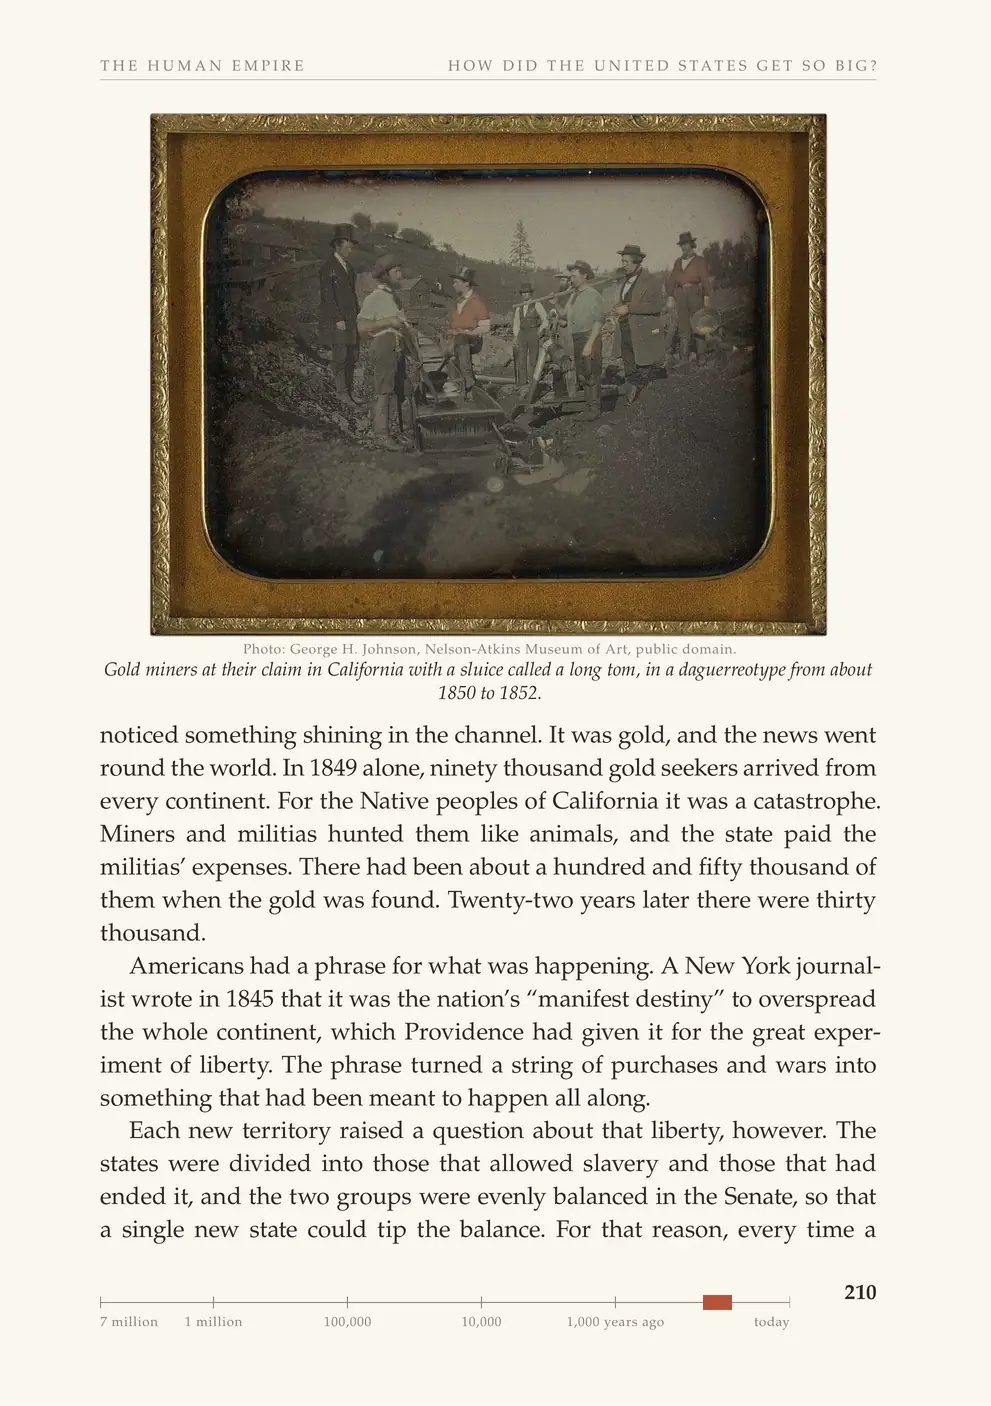 THE HUMAN EMPIRE HOW DID THE UNITED STATES GET SO BIG?
Photo: George H. Johnson, Nelson-Atkins Museum of Art, public domain.
Gold miners at their claim in California with a sluice called a long tom, in a daguerreotype from about
1850 to 1852.
noticed something shining in the channel. It was gold, and the news went
round the world. In 1849 alone, ninety thousand gold seekers arrived from
every continent. For the Native peoples of California it was a catastrophe.
Miners and militias hunted them like animals, and the state paid the
militias’ expenses. There had been about a hundred and fifty thousand of
them when the gold was found. Twenty-two years later there were thirty
thousand.
Americans had a phrase for what was happening. A New York journal-
ist wrote in 1845 that it was the nation’s “manifest destiny” to overspread
the whole continent, which Providence had given it for the great exper-
iment of liberty. The phrase turned a string of purchases and wars into
something that had been meant to happen all along.
Each new territory raised a question about that liberty, however. The
states were divided into those that allowed slavery and those that had
ended it, and the two groups were evenly balanced in the Senate, so that
a single new state could tip the balance. For that reason, every time a
210
7 million 1 million 100,000 10,000 1,000 years ago today